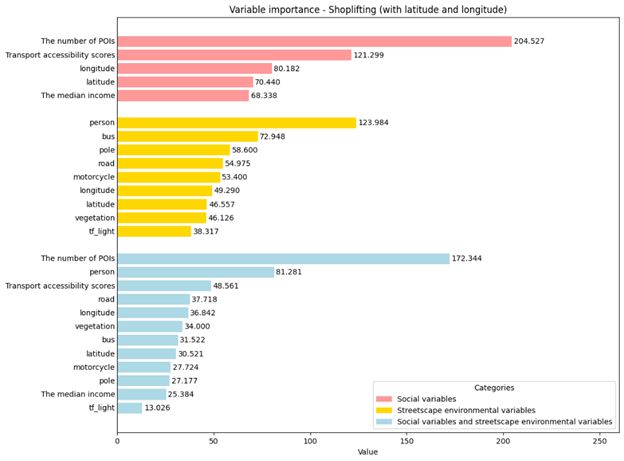 Variable importance - Shoplifting (with latitude and longitude)
The number of POIs 204.527
Transport accessibility scores 121.299
longitude 80.182
latitude 70.440
The median income 68.338
person 123.984
bus 72.948
pole 58.600
road 54.975
motorcycle 53.400
longitude 49.290
latitude 46.557
vegetation 46.126
tf_light 38.317
The number of POIs 172.344
person 81.281
Transport accessibility scores 48.561
road 37.718
longitude 36.842
vegetation 34.000
bus 31.522
latitude 30.521
motorcycle 27.724
pole 27.177
The median income 25.384
tf_light 13.026
Categories
Social variables
Streetscape environmental variables
Social variables and streetscape environmental variables
0 50 100 150 200 250
Value